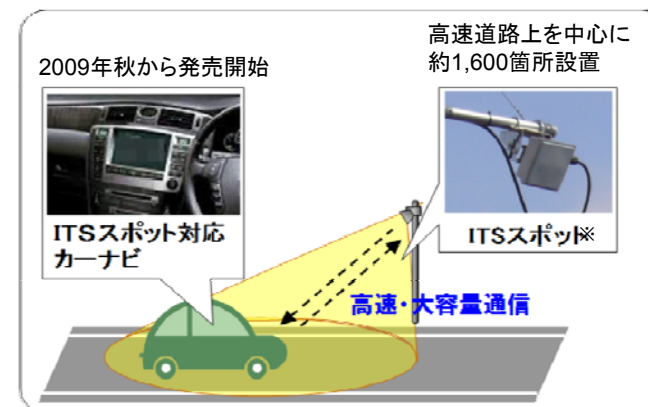 高速道路上を中心に
約1,600箇所設置
2009年秋から発売開始
ITSスポット対応
カーナビ
ITSスポット※
高速・大容量通信